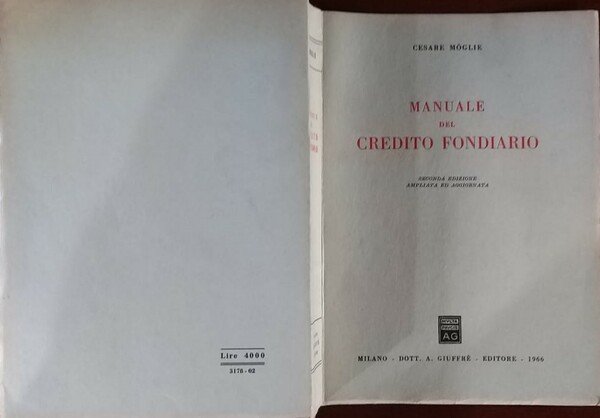 CESARE MÓGLIE
MANUALE
DEL
CREDITO FONDIARIO
SECONDA EDIZIONE
AMPLIATA ED AGGIORNATA
AG
MILANO - DOTT. A. GIUFFRÈ - EDITORE - 1966
Lire 4000
3178-02